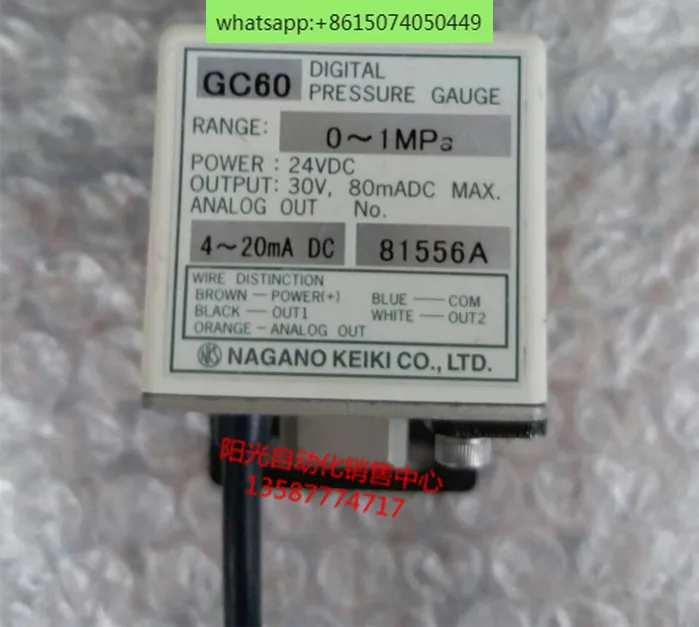 whatsapp:+8615074050449
GC60 DIGITAL PRESSURE GAUGE
RANGE: 0~1MPa
POWER : 24VDC
OUTPUT: 30V, 80mADC MAX.
ANALOG OUT No.
4~20mA DC 81556A
WIRE DISTINCTION
BROWN — POWER(+) BLUE — COM
BLACK — OUT1 WHITE — OUT2
ORANGE – ANALOG OUT
NKS NAGANO KEIKI CO., LTD.
阳光自动化销售中心
13587774717